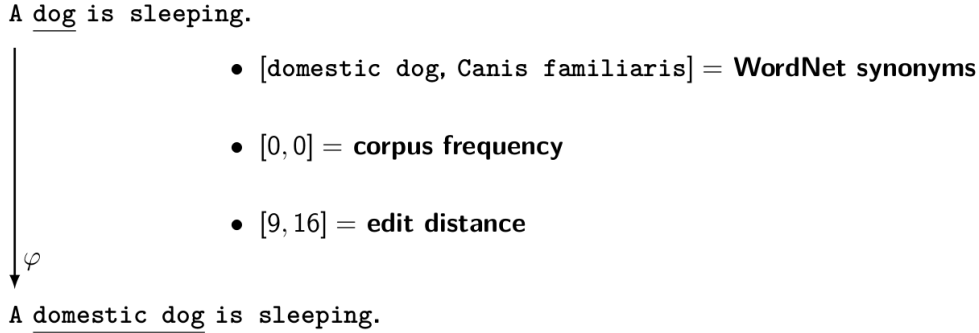 A dog is sleeping.
• [domestic dog, Canis familiaris] = WordNet synonyms
• [0, 0] = corpus frequency
• [9, 16] = edit distance
φ
A domestic dog is sleeping.